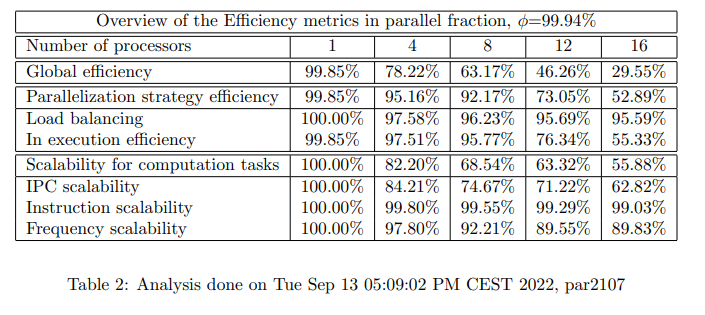 Overview of the Efficiency metrics in parallel fraction, ϕ=99.94%
Number of processors 1 4 8 12 16
Global efficiency 99.85% 78.22% 63.17% 46.26% 29.55%
Parallelization strategy efficiency 99.85% 95.16% 92.17% 73.05% 52.89%
Load balancing 100.00% 97.58% 96.23% 95.69% 95.59%
In execution efficiency 99.85% 97.51% 95.77% 76.34% 55.33%
Scalability for computation tasks 100.00% 82.20% 68.54% 63.32% 55.88%
IPC scalability 100.00% 84.21% 74.67% 71.22% 62.82%
Instruction scalability 100.00% 99.80% 99.55% 99.29% 99.03%
Frequency scalability 100.00% 97.80% 92.21% 89.55% 89.83%
Table 2: Analysis done on Tue Sep 13 05:09:02 PM CEST 2022, par2107